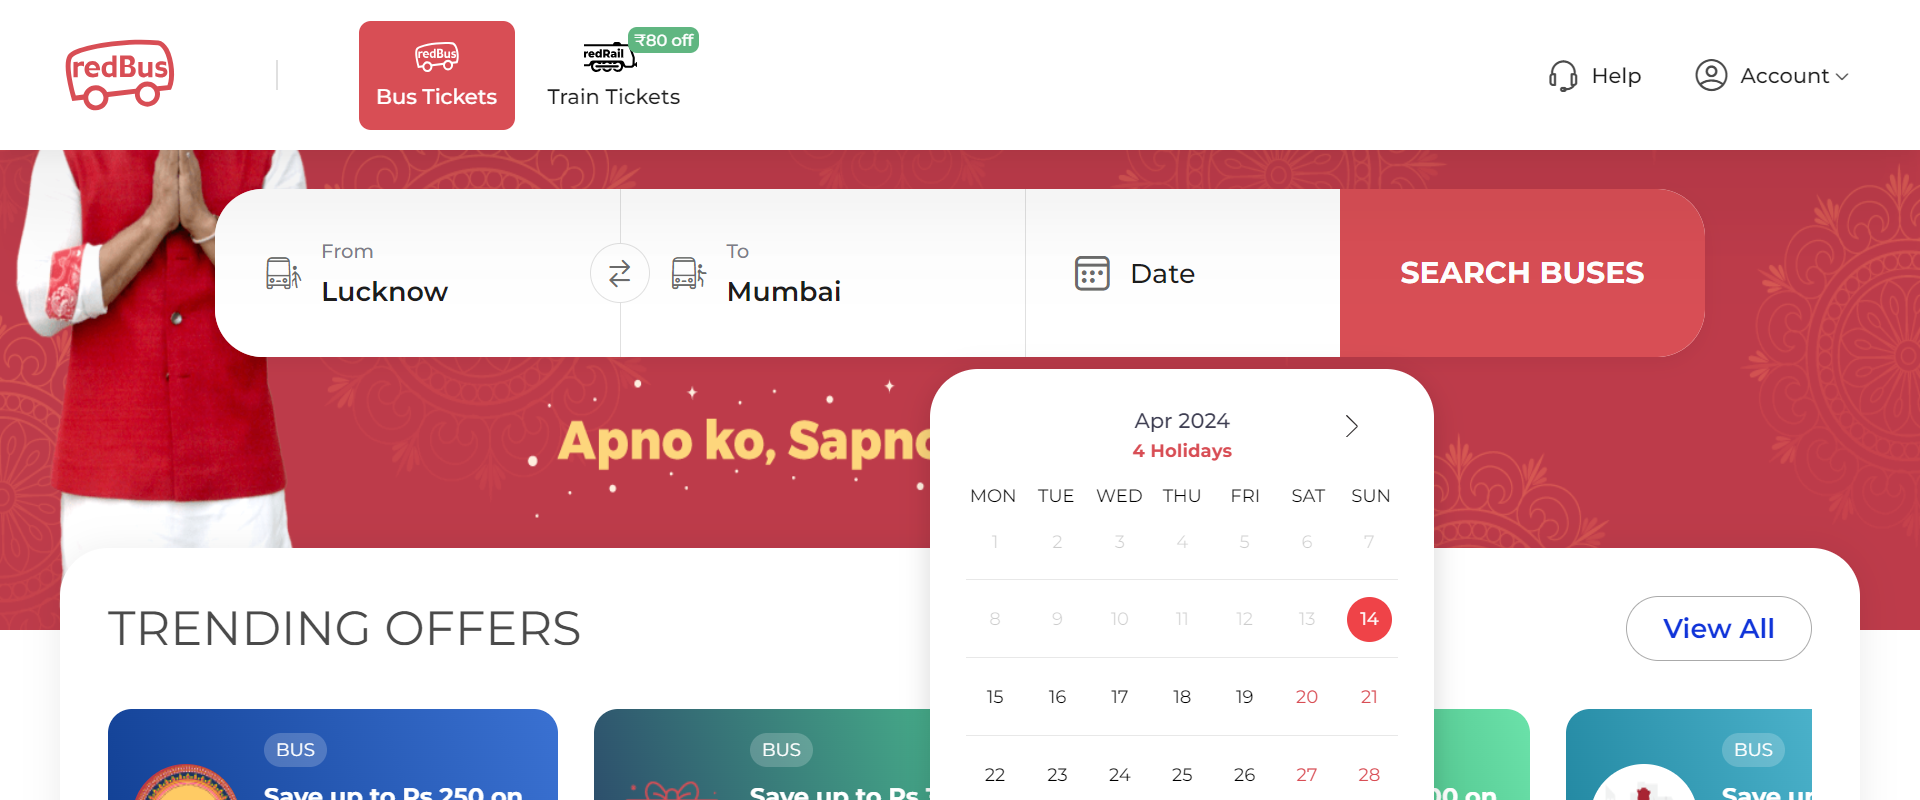 redBus
redBus
Bus Tickets
redRail
₹80 off
Train Tickets
Help
Account
From
Lucknow
To
Mumbai
Date
SEARCH BUSES
Apno ko, Sapno
Apr 2024
4 Holidays
MON TUE WED THU FRI SAT SUN
1 2 3 4 5 6 7
8 9 10 11 12 13 14
15 16 17 18 19 20 21
22 23 24 25 26 27 28
TRENDING OFFERS
View All
BUS
Save up to Rs 250 on
BUS
Save up to Rs
00 on
BUS
Save up